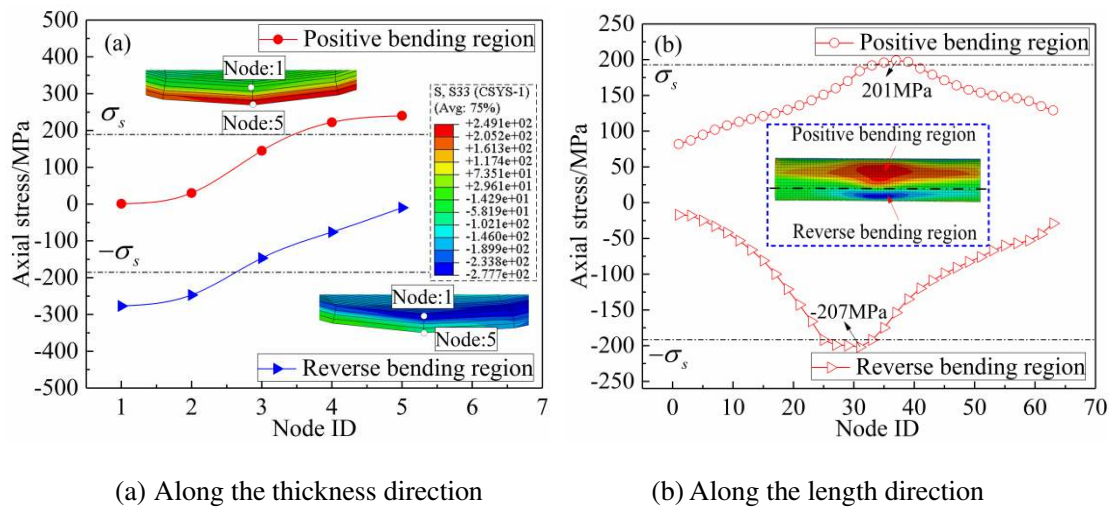 (a)
Positive bending region
Node:1
Node:5
σs
−σs
S, S33 (CSYS-1)
(Avg: 75%)
+2.491e+02
+2.052e+02
+1.613e+02
+1.174e+02
+7.351e+01
+2.961e+01
-1.429e+01
-5.819e+01
-1.021e+02
-1.460e+02
-1.899e+02
-2.338e+02
-2.777e+02
Node:1
Node:5
Reverse bending region
500
400
300
200
100
0
-100
-200
-300
-400
-500
Axial stress/MPa
1 2 3 4 5 6 7
Node ID
(b)
Positive bending region
σs
201MPa
Positive bending region
Reverse bending region
-207MPa
−σs
Reverse bending region
250
200
150
100
50
0
-50
-100
-150
-200
-250
Axial stress/MPa
0 10 20 30 40 50 60 70
Node ID
(a) Along the thickness direction
(b) Along the length direction